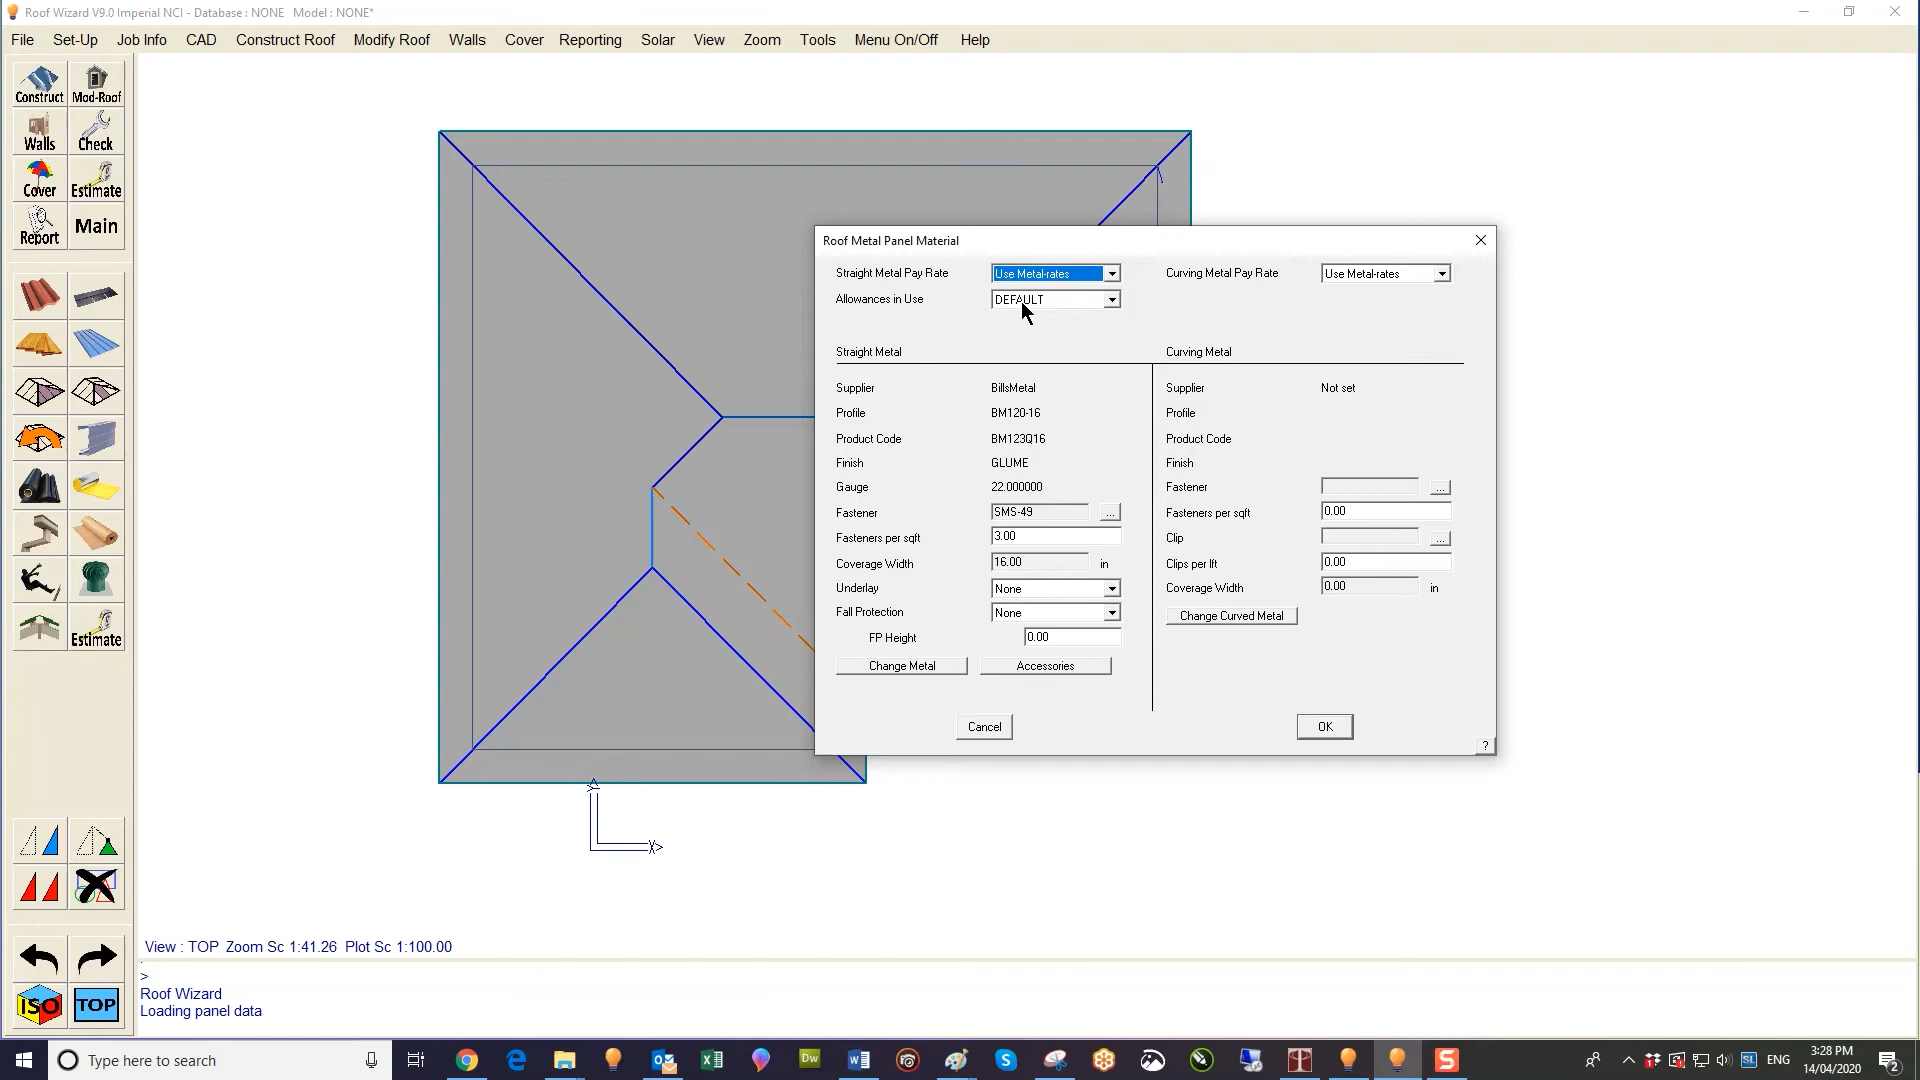 Roof Wizard V9.0 Imperial NCI - Database : NONE   Model : NONE*
File Set-Up Job Info CAD Construct Roof Modify Roof Walls Cover Reporting Solar View Zoom Tools Menu On/Off Help
Construct Mod-Roof
Walls Check
Cover Estimate
Report Main
Estimate
ISO TOP
Roof Metal Panel Material
Straight Metal Pay Rate Use Metal-rates Curving Metal Pay Rate Use Metal-rates
Allowances in Use DEFAULT
Straight Metal Curving Metal
Supplier BillsMetal Supplier Not set
Profile BM120-16 Profile
Product Code BM123Q16 Product Code
Finish GLUME Finish
Gauge 22.000000 Fastener ...
Fastener SMS-49 ... Fasteners per sqft 0.00
Fasteners per sqft 3.00 Clip ...
Coverage Width 16.00 in Clips per lft 0.00
Underlay None Coverage Width 0.00 in
Fall Protection None Change Curved Metal
FP Height 0.00
Change Metal Accessories
Cancel OK
?
Y>
X>
View : TOP Zoom Sc 1:41.26 Plot Sc 1:100.00
>
Roof Wizard
Loading panel data
Type here to search
Dw
SL ENG
3:28 PM
14/04/2020
2